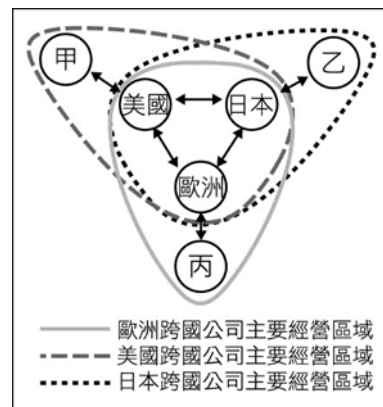 甲
乙
美國
日本
歐洲
丙
歐洲跨國公司主要經營區域
美國跨國公司主要經營區域
日本跨國公司主要經營區域